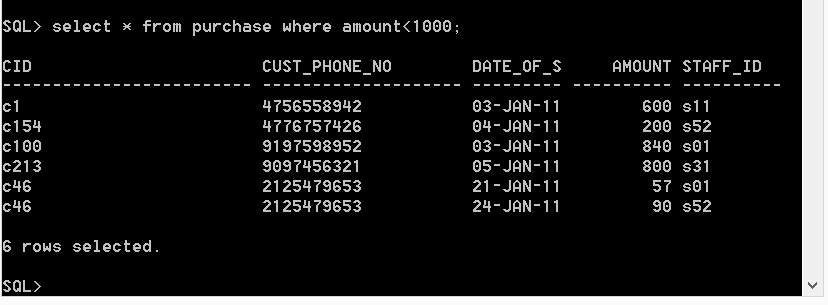 SQL> select * from purchase where amount<1000;
CID CUST_PHONE_NO DATE_OF_S AMOUNT STAFF_ID
------------------------- -------------------- --------- ---------- ----------
c1 4756558942 03-JAN-11 600 s11
c154 4776757426 04-JAN-11 200 s52
c100 9197598952 03-JAN-11 840 s01
c213 9097456321 05-JAN-11 800 s31
c46 2125479653 21-JAN-11 57 s01
c46 2125479653 24-JAN-11 90 s52
6 rows selected.
SQL>